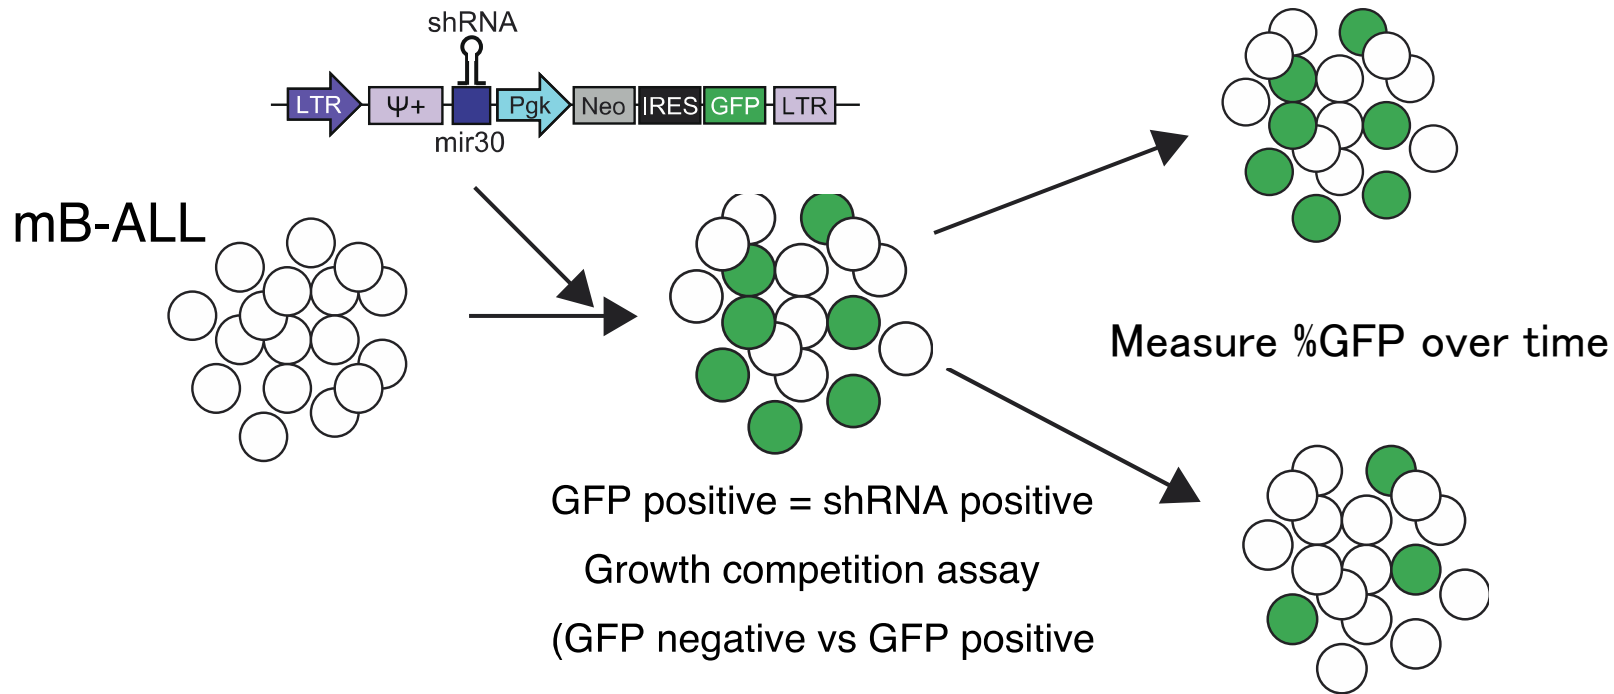 shRNA
LTR Ψ+ Pgk Neo IRES GFP LTR
mir30
mB-ALL
Measure %GFP over time
GFP positive = shRNA positive
Growth competition assay
(GFP negative vs GFP positive